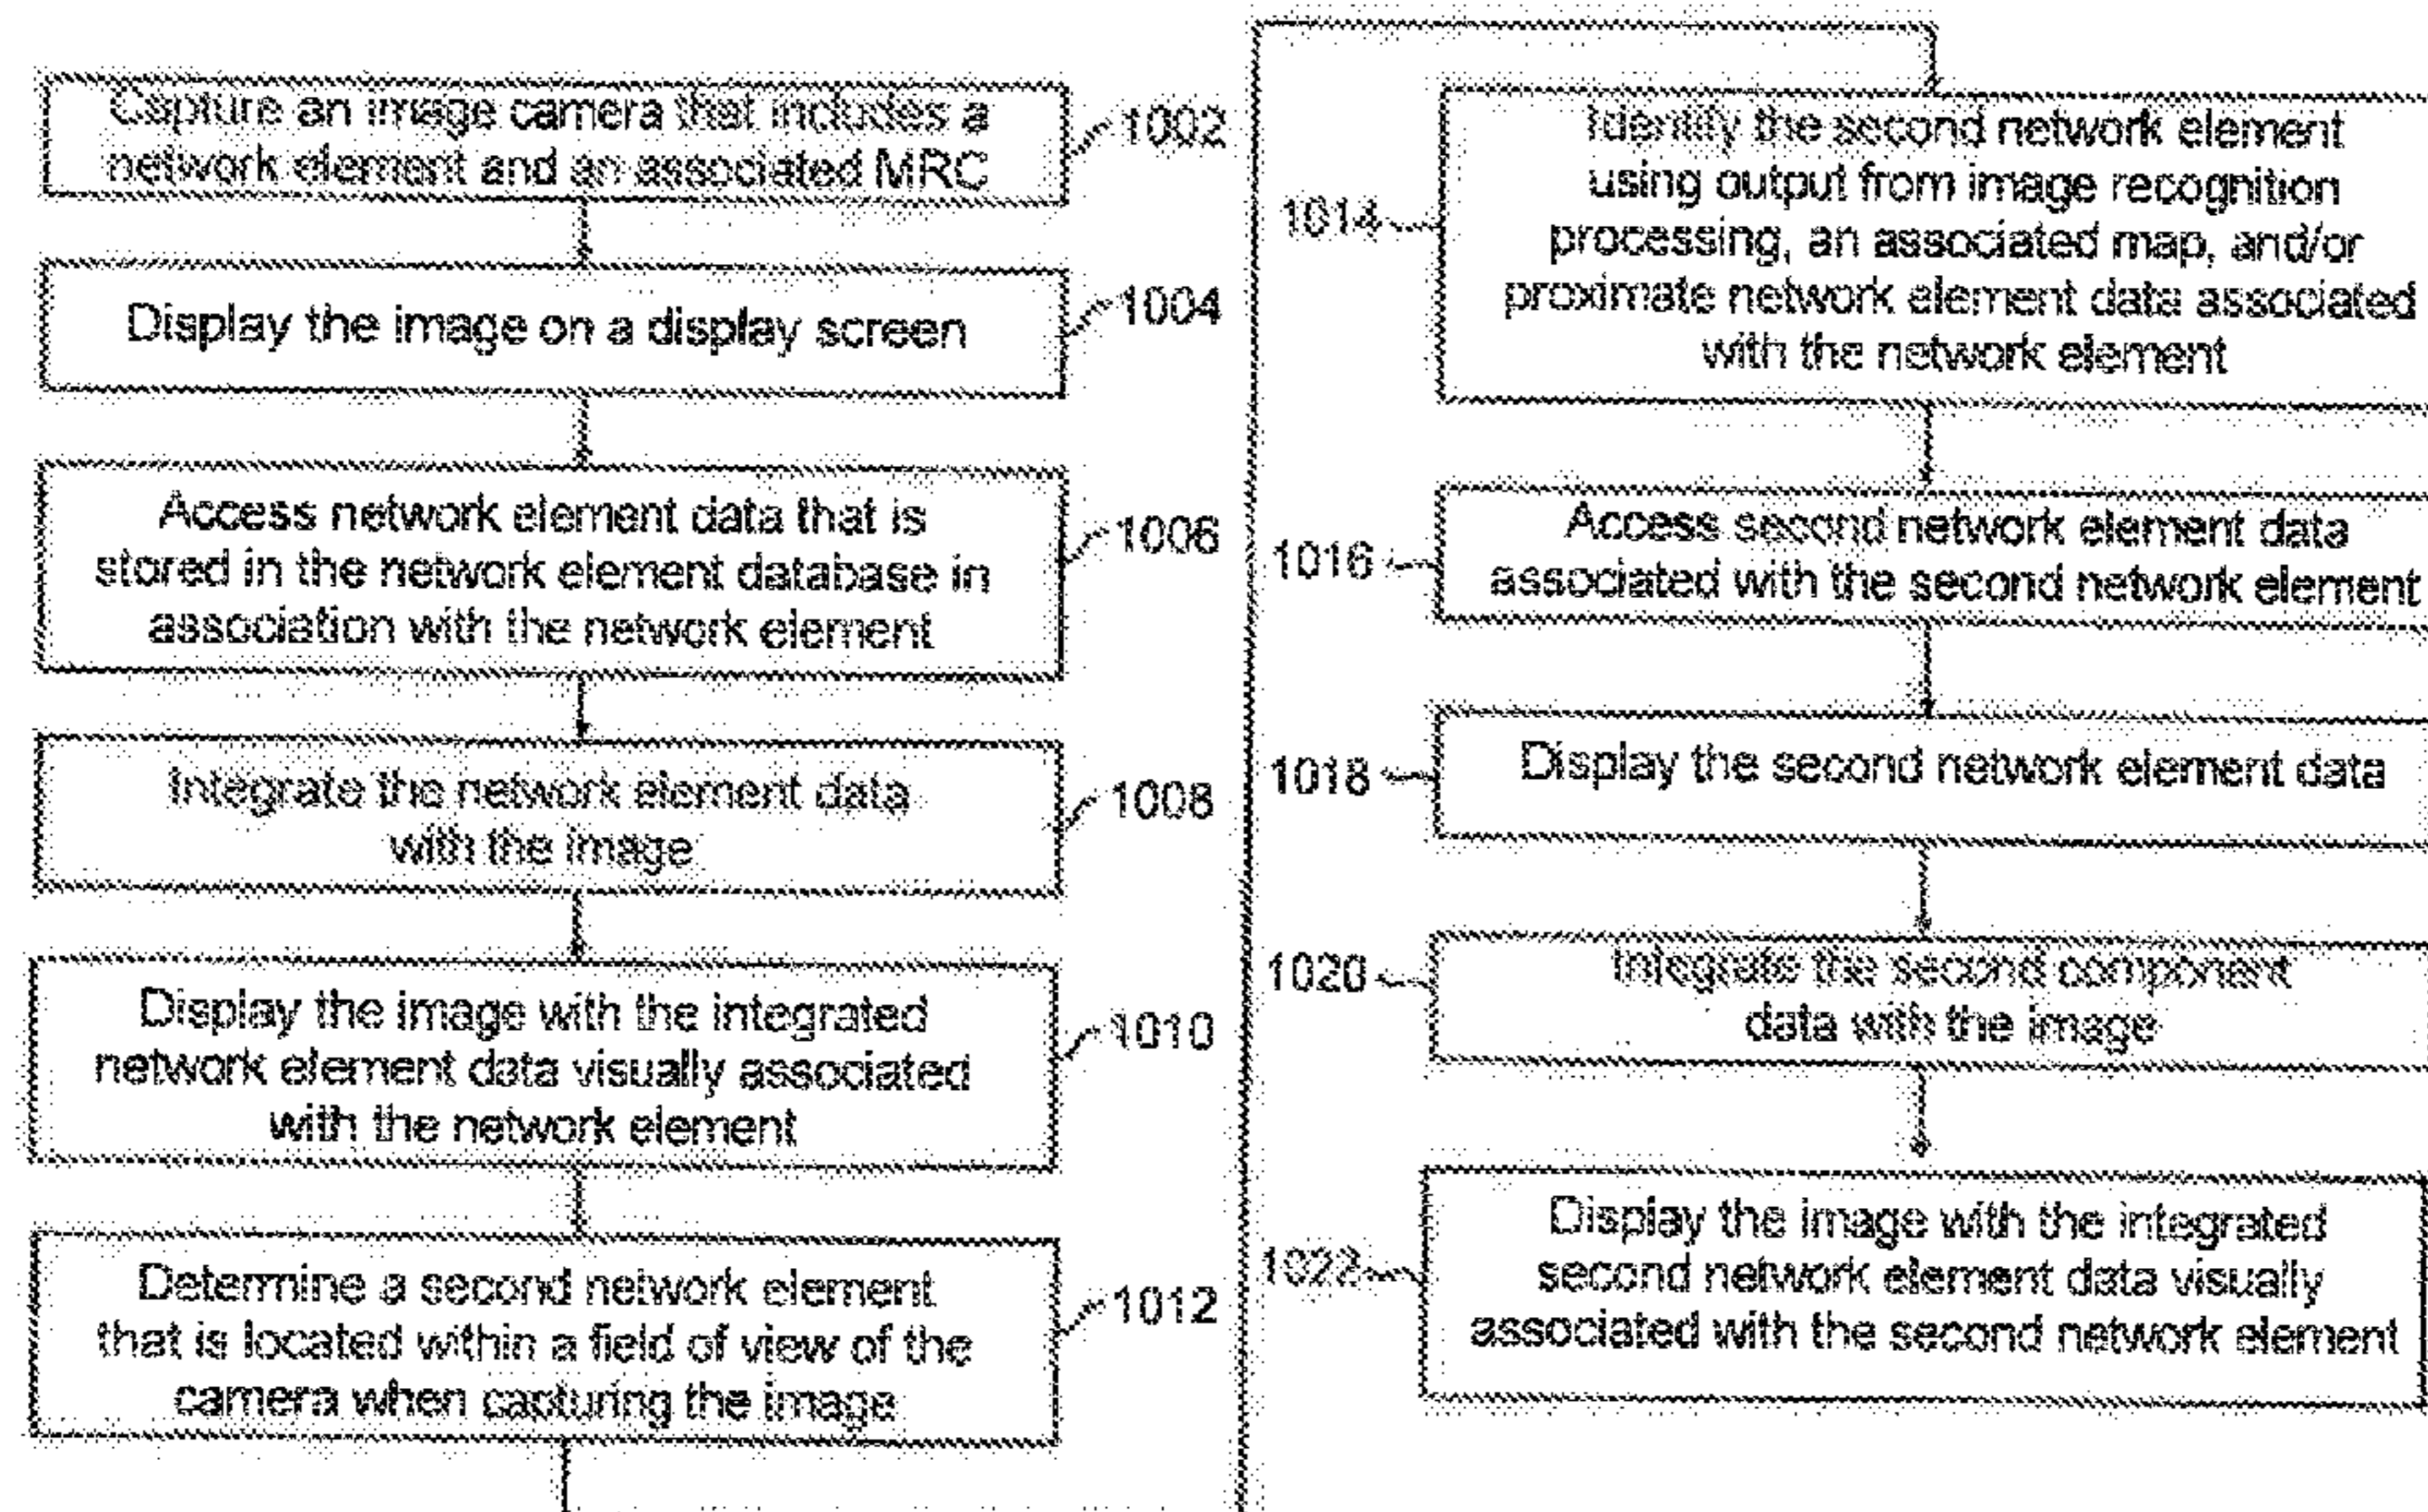 Capture an image camera that includes a
network element and an associated MRC
1002
Display the image on a display screen
1004
Access network element data that is
stored in the network element database in
association with the network element
1006
Integrate the network element data
with the image
1008
Display the image with the integrated
network element data visually associated
with the network element
1010
Determine a second network element
that is located within a field of view of the
camera when capturing the image
1012
Identify the second network element
using output from image recognition
processing, an associated map, and/or
proximate network element data associated
with the network element
1014
Access second network element data
associated with the second network element
1016
Display the second network element data
1018
Integrate the second component
data with the image
1020
Display the image with the integrated
second network element data visually
associated with the second network element
1022